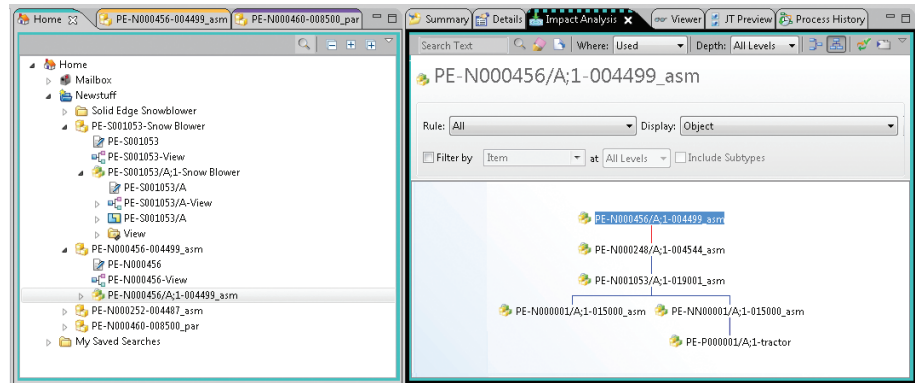 Home
PE-N000456-004499_asm
PE-N000460-008500_par
Home
Mailbox
Newstuff
Solid Edge Snowblower
PE-S001053-Snow Blower
PE-S001053
PE-S001053-View
PE-S001053/A;1-Snow Blower
PE-S001053/A
PE-S001053/A-View
PE-S001053/A
View
PE-N000456-004499_asm
PE-N000456
PE-N000456-View
PE-N000456/A;1-004499_asm
PE-N000252-004487_asm
PE-N000460-008500_par
My Saved Searches
Summary Details Impact Analysis Viewer JT Preview Process History
Search Text Where: Used Depth: All Levels
PE-N000456/A;1-004499_asm
Rule: All Display: Object
Filter by Item at All Levels Include Subtypes
PE-N000456/A;1-004499_asm
PE-N000248/A;1-004544_asm
PE-N001053/A;1-019001_asm
PE-N000001/A;1-015000_asm PE-NN00001/A;1-015000_asm
PE-P000001/A;1-tractor